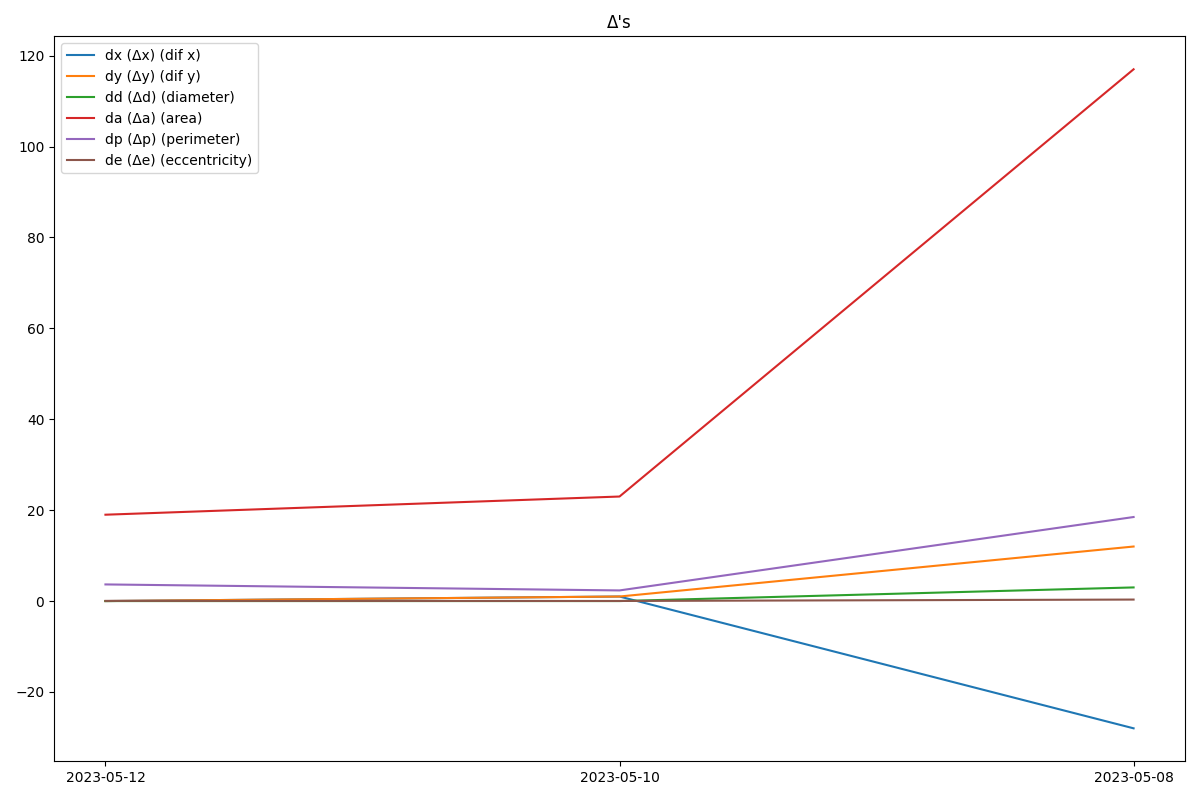 Δ's
dx (Δx) (dif x)
dy (Δy) (dif y)
dd (Δd) (diameter)
da (Δa) (area)
dp (Δp) (perimeter)
de (Δe) (eccentricity)
120
100
80
60
40
20
0
−20
2023-05-12 2023-05-10 2023-05-08